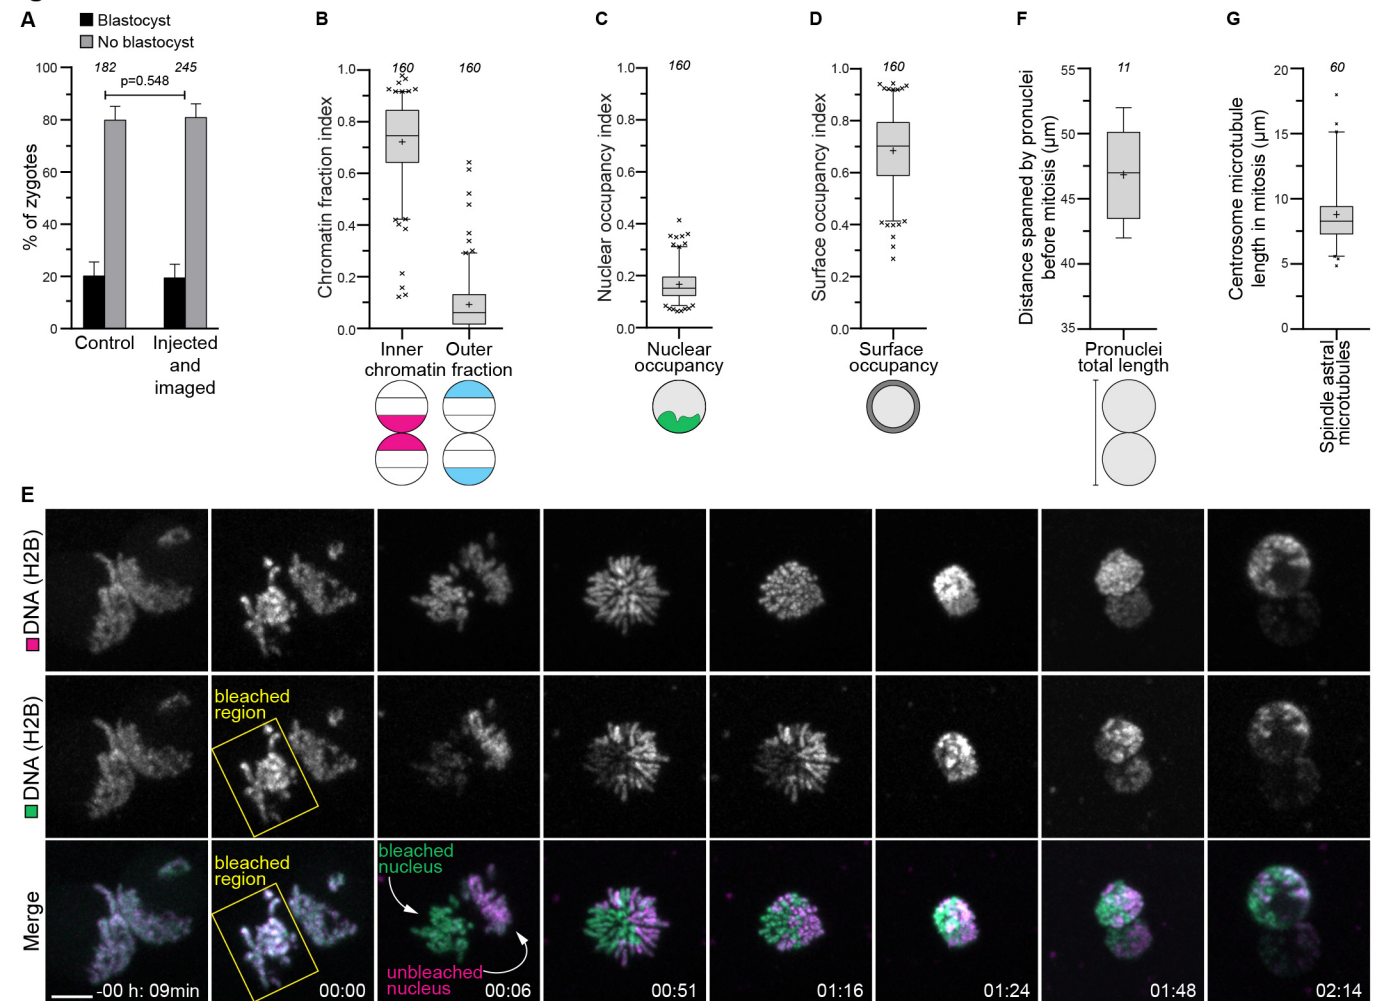 A
Blastocyst
No blastocyst
182
245
p=0.548
100
80
60
40
20
0
% of zygotes
Control
Injected
and
imaged
B
160
160
1.0
0.8
0.6
0.4
0.2
0.0
Chromatin fraction index
Inner
Outer
chromatin fraction
C
160
1.0
0.8
0.6
0.4
0.2
0.0
Nuclear occupancy index
Nuclear
occupancy
D
160
1.0
0.8
0.6
0.4
0.2
0.0
Surface occupancy index
Surface
occupancy
F
11
55
50
45
40
35
Distance spanned by pronuclei
before mitoisis (µm)
Pronuclei
total length
G
60
20
15
10
5
0
Centrosome microtubule
length in mitosis (µm)
Spindle astral
microtubules
E
DNA (H2B)
DNA (H2B)
bleached
region
Merge
bleached
region
bleached
nucleus
unbleached
nucleus
-00 h: 09min
00:00
00:06
00:51
01:16
01:24
01:48
02:14